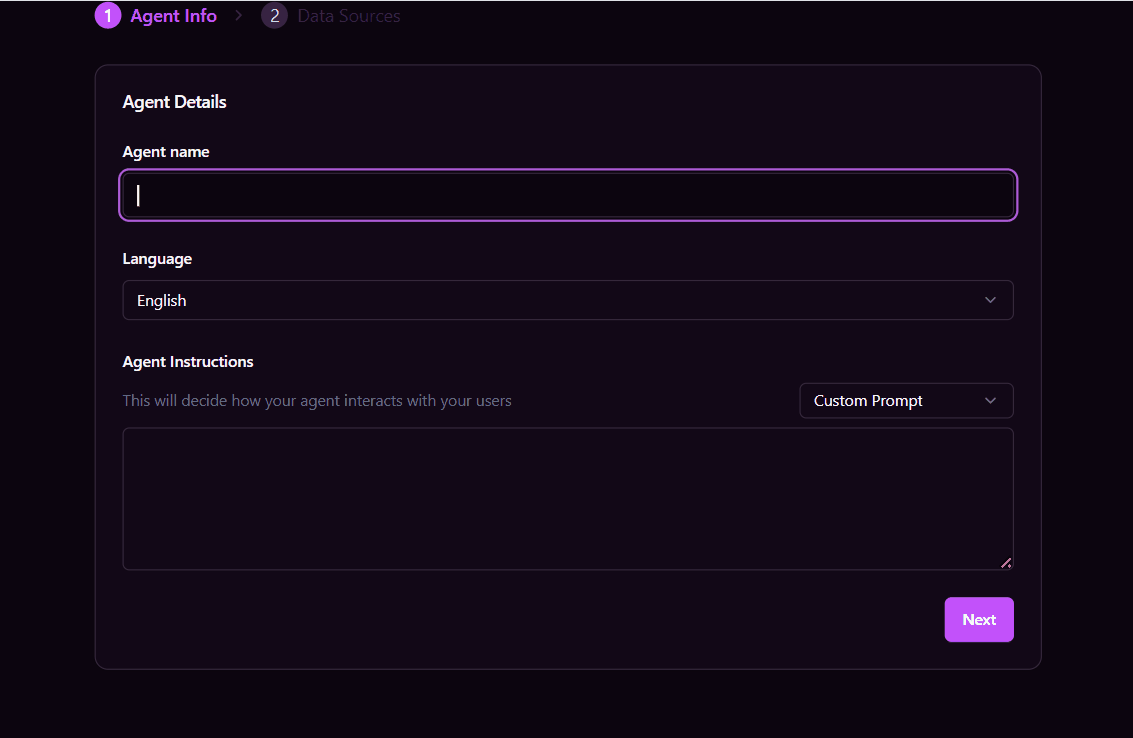 1 Agent Info > 2 Data Sources
Agent Details
Agent name
Language
English
Agent Instructions
This will decide how your agent interacts with your users
Custom Prompt
Next